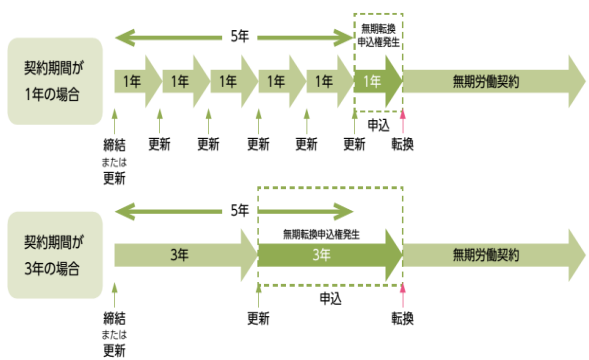 契約期間が
1年の場合
5年
無期転換
申込権発生
1年
1年
1年
1年
1年
1年
無期労働契約
申込
締結
または
更新
更新
更新
更新
更新
更新
転換
契約期間が
3年の場合
5年
無期転換申込権発生
3年
3年
無期労働契約
申込
締結
または
更新
更新
転換